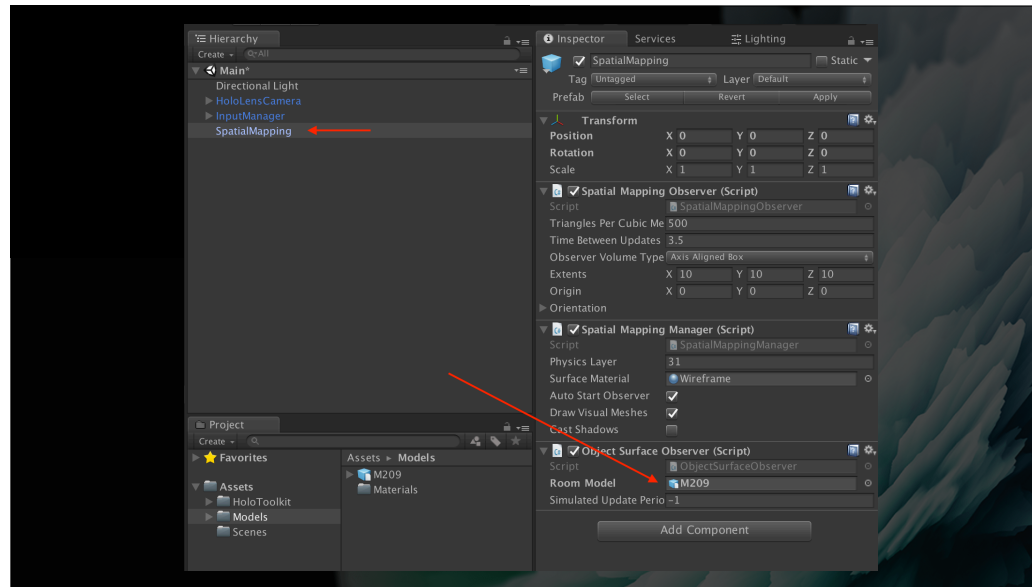 Hierarchy
Create
All
Main*
Directional Light
HoloLensCamera
InputManager
SpatialMapping
Project
Create
Favorites
Assets
HoloToolkit
Models
Scenes
Assets ▸ Models
M209
Materials
Inspector Services Lighting
SpatialMapping Static
Tag Untagged Layer Default
Prefab Select Revert Apply
Transform
Position X 0 Y 0 Z 0
Rotation X 0 Y 0 Z 0
Scale X 1 Y 1 Z 1
Spatial Mapping Observer (Script)
Script SpatialMappingObserver
Triangles Per Cubic Me 500
Time Between Updates 3.5
Observer Volume Type Axis Aligned Box
Extents X 10 Y 10 Z 10
Origin X 0 Y 0 Z 0
Orientation
Spatial Mapping Manager (Script)
Script SpatialMappingManager
Physics Layer 31
Surface Material Wireframe
Auto Start Observer
Draw Visual Meshes
Cast Shadows
Object Surface Observer (Script)
Script ObjectSurfaceObserver
Room Model M209
Simulated Update Perio -1
Add Component